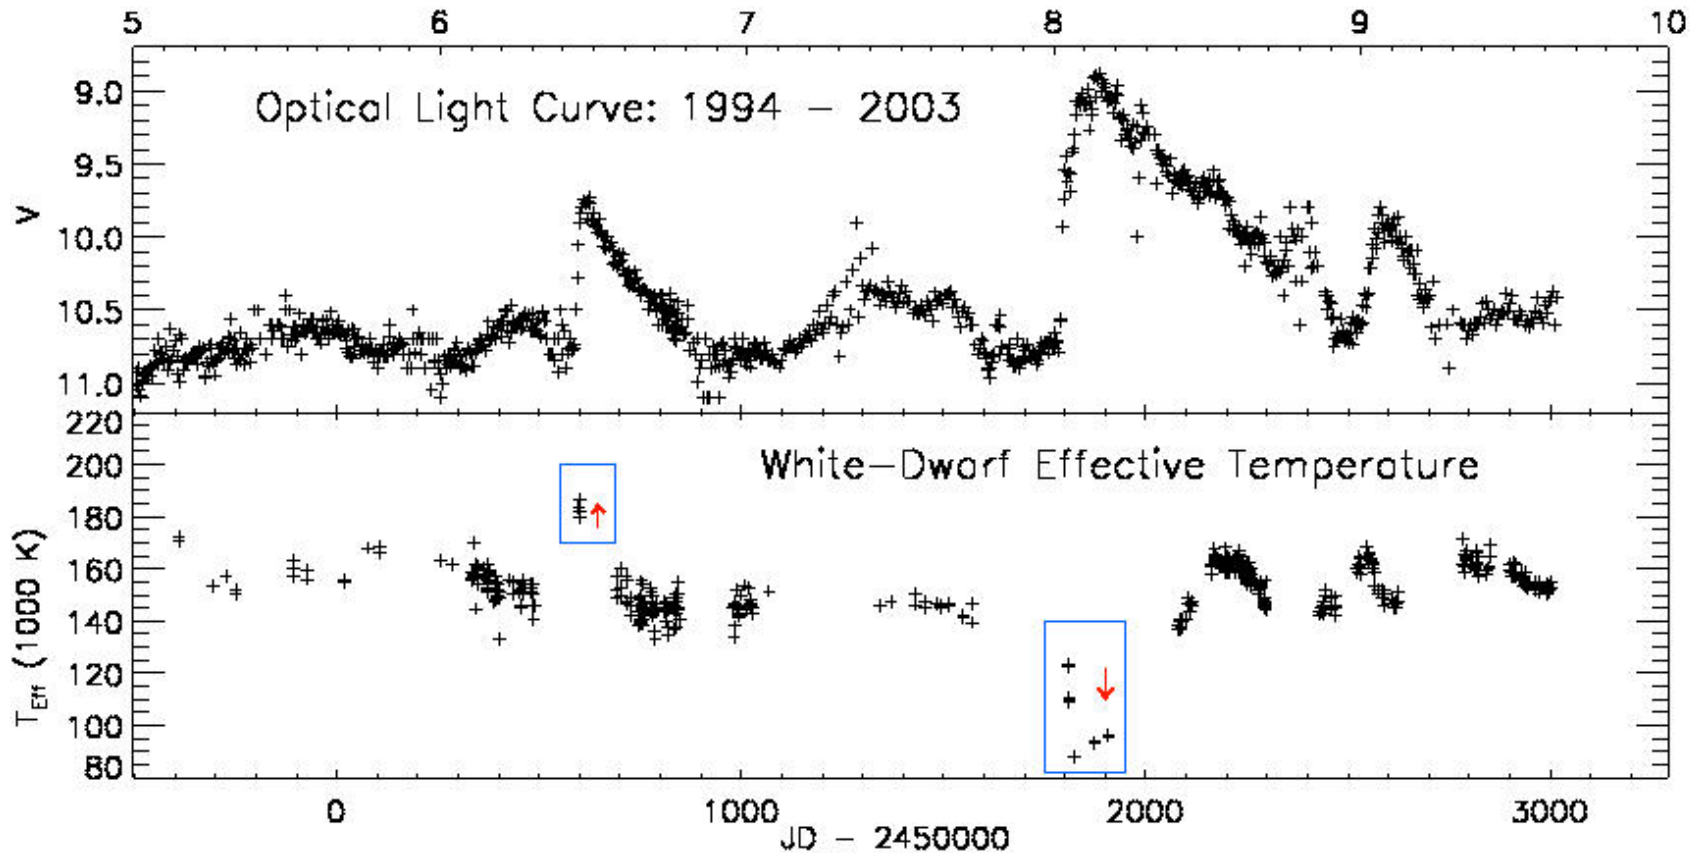 5 6 7 8 9 10
Optical Light Curve: 1994 – 2003
9.0
9.5
10.0
10.5
11.0
V
220
200
180
160
140
120
100
80
T_Eff (1000 K)
White–Dwarf Effective Temperature
0 1000 2000 3000
JD – 2450000